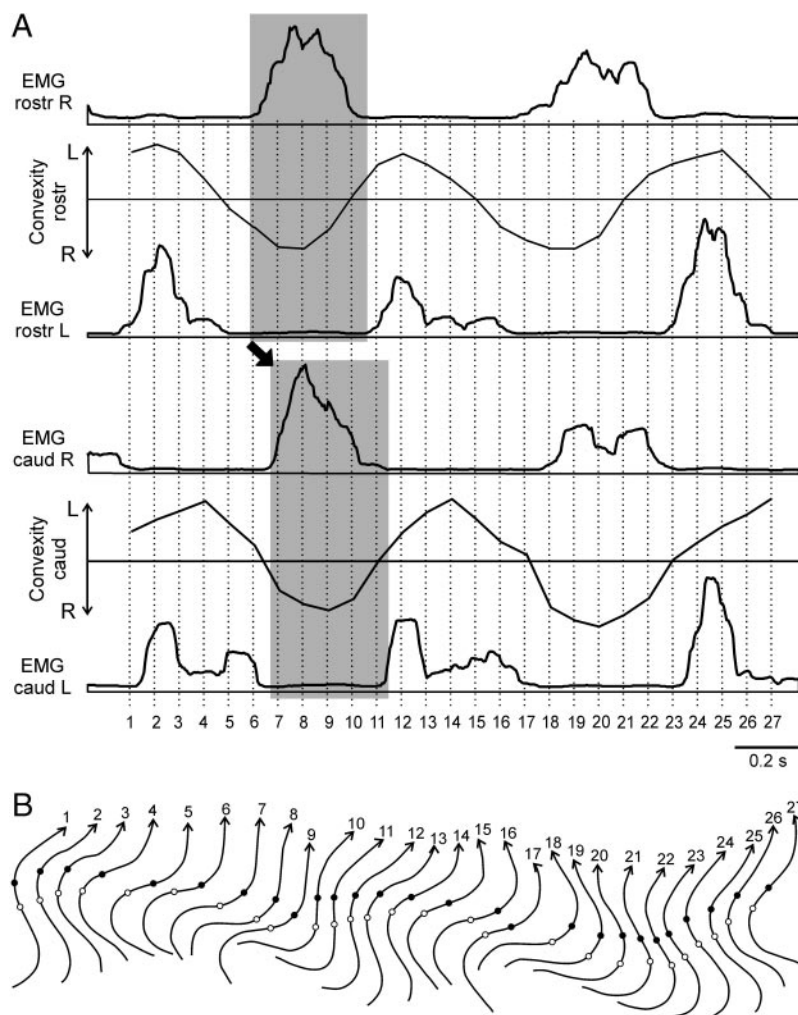 A
EMG
rostr R
L
Convexity
rostr
R
EMG
rostr L
EMG
caud R
L
Convexity
caud
R
EMG
caud L
1 2 3 4 5 6 7 8 9 10 11 12 13 14 15 16 17 18 19 20 21 22 23 24 25 26 27
0.2 s
B
1 2 3 4 5 6 7 8 9 10 11 12 13 14 15 16 17 18 19 20 21 22 23 24 25 26 27